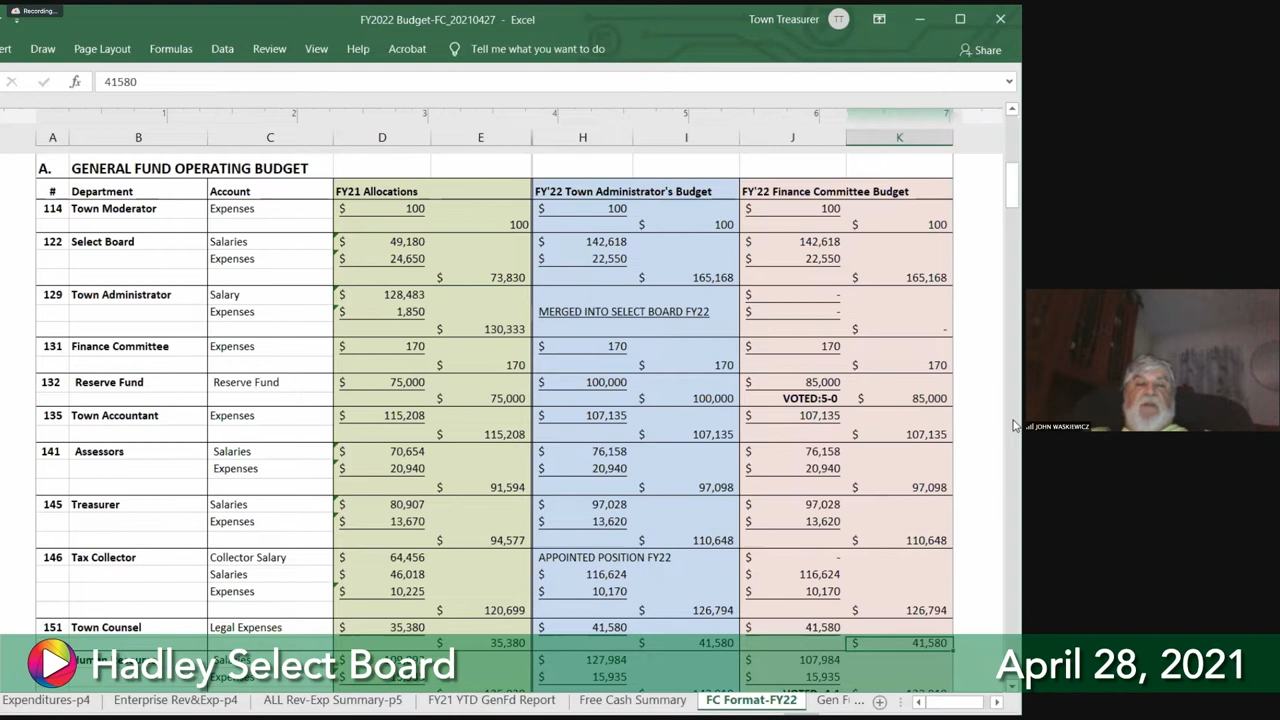 Recording...
FY2022 Budget-FC_20210427 - Excel
Town Treasurer TT
ert Draw Page Layout Formulas Data Review View Help Acrobat Tell me what you want to do Share
fx 41580
1 2 3 4 5 6 7
A B C D E H I J K
A. GENERAL FUND OPERATING BUDGET
# Department Account FY21 Allocations FY'22 Town Administrator's Budget FY'22 Finance Committee Budget
114 Town Moderator Expenses $ 100 $ 100 $ 100
100 $ 100 $ 100
122 Select Board Salaries $ 49,180 $ 142,618 $ 142,618
Expenses $ 24,650 $ 22,550 $ 22,550
$ 73,830 $ 165,168 $ 165,168
129 Town Administrator Salary $ 128,483 $ -
Expenses $ 1,850 MERGED INTO SELECT BOARD FY22 $ -
$ 130,333 $ -
131 Finance Committee Expenses $ 170 $ 170 $ 170
$ 170 $ 170 $ 170
132 Reserve Fund Reserve Fund $ 75,000 $ 100,000 $ 85,000
$ 75,000 $ 100,000 VOTED:5-0 $ 85,000
135 Town Accountant Expenses $ 115,208 $ 107,135 $ 107,135
$ 115,208 $ 107,135 $ 107,135
141 Assessors Salaries $ 70,654 $ 76,158 $ 76,158
Expenses $ 20,940 $ 20,940 $ 20,940
$ 91,594 $ 97,098 $ 97,098
145 Treasurer Salaries $ 80,907 $ 97,028 $ 97,028
Expenses $ 13,670 $ 13,620 $ 13,620
$ 94,577 $ 110,648 $ 110,648
146 Tax Collector Collector Salary $ 64,456 APPOINTED POSITION FY22 $ -
Salaries $ 46,018 $ 116,624 $ 116,624
Expenses $ 10,225 $ 10,170 $ 10,170
$ 120,699 $ 126,794 $ 126,794
151 Town Counsel Legal Expenses $ 35,380 $ 41,580 $ 41,580
$ 35,380 $ 41,580 $ 41,580
$ 127,984 $ 107,984
$ 15,935 $ 15,935
JOHN WASKIEWICZ
Hadley Select Board
April 28, 2021
Expenditures-p4 Enterprise Rev&Exp-p4 ALL Rev-Exp Summary-p5 FY21 YTD GenFd Report Free Cash Summary FC Format-FY22 Gen F ...